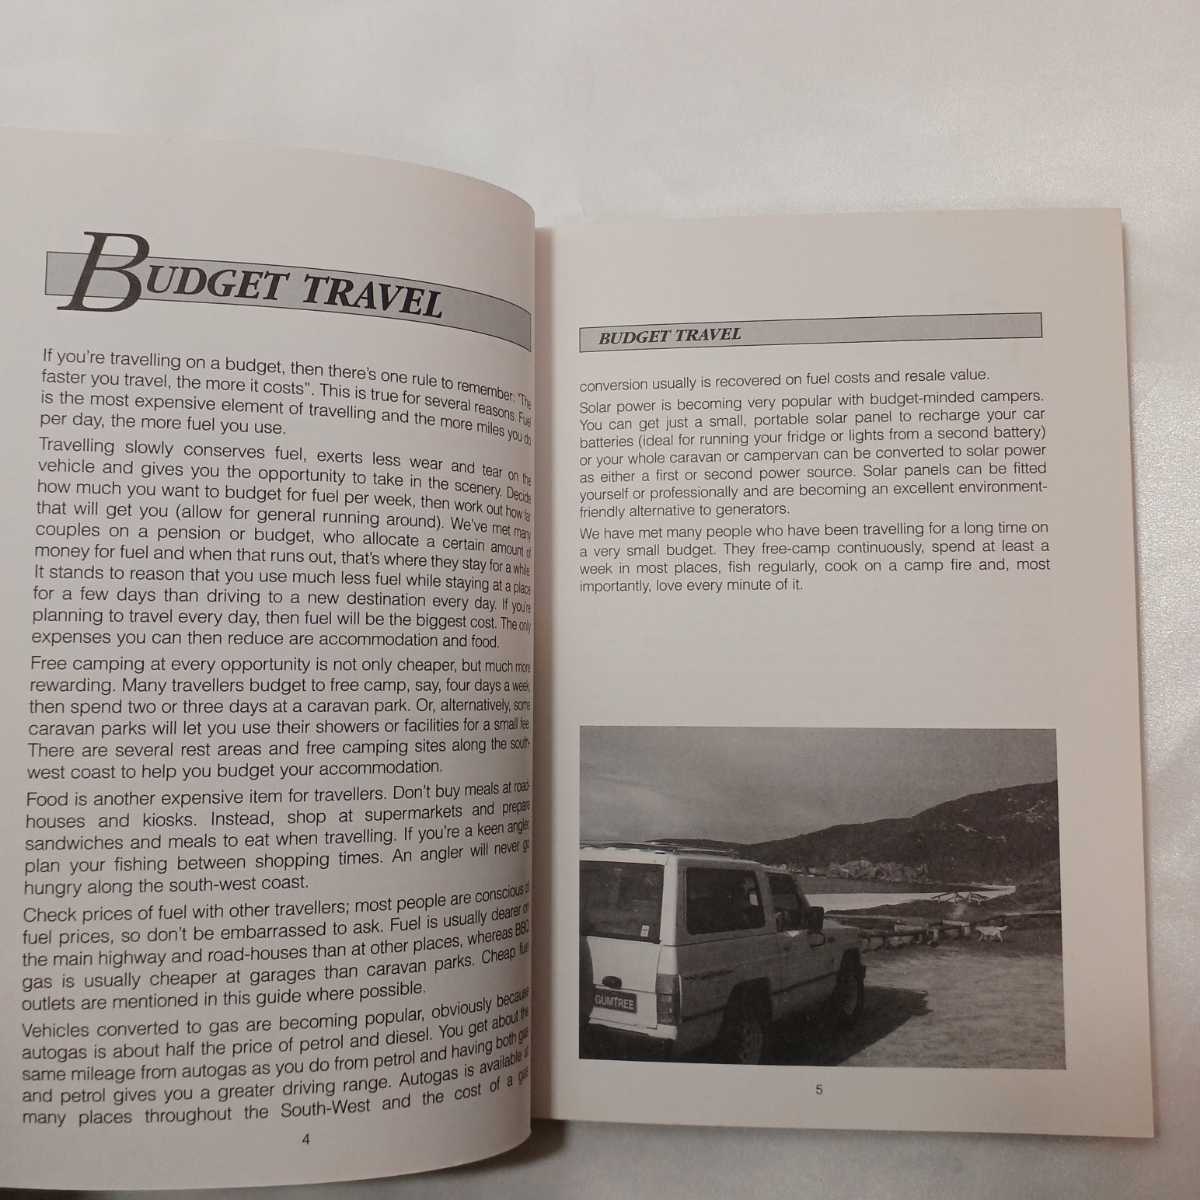 BUDGET TRAVEL
If you're travelling on a budget, then there's one rule to remember: "The
faster you travel, the more it costs". This is true for several reasons. Fuel
is the most expensive element of travelling and the more miles you do
per day, the more fuel you use.
Travelling slowly conserves fuel, exerts less wear and tear on the
vehicle and gives you the opportunity to take in the scenery. Decide
how much you want to budget for fuel per week, then work out how far
that will get you (allow for general running around). We've met many
couples on a pension or budget, who allocate a certain amount of
money for fuel and when that runs out, that's where they stay for a while.
It stands to reason that you use much less fuel while staying at a place
for a few days than driving to a new destination every day. If you're
planning to travel every day, then fuel will be the biggest cost. The only
expenses you can then reduce are accommodation and food.
Free camping at every opportunity is not only cheaper, but much more
rewarding. Many travellers budget to free camp, say, four days a week,
then spend two or three days at a caravan park. Or, alternatively, some
caravan parks will let you use their showers or facilities for a small fee.
There are several rest areas and free camping sites along the south-
west coast to help you budget your accommodation.
Food is another expensive item for travellers. Don't buy meals at road-
houses and kiosks. Instead, shop at supermarkets and prepare
sandwiches and meals to eat when travelling. If you're a keen angler,
plan your fishing between shopping times. An angler will never go
hungry along the south-west coast.
Check prices of fuel with other travellers; most people are conscious of
fuel prices, so don't be embarrassed to ask. Fuel is usually dearer on
the main highway and road-houses than at other places, whereas BBQ
gas is usually cheaper at garages than caravan parks. Cheap fuel
outlets are mentioned in this guide where possible.
Vehicles converted to gas are becoming popular, obviously because
autogas is about half the price of petrol and diesel. You get about the
same mileage from autogas as you do from petrol and having both gas
and petrol gives you a greater driving range. Autogas is available at
many places throughout the South-West and the cost of a gas
4
BUDGET TRAVEL
conversion usually is recovered on fuel costs and resale value.
Solar power is becoming very popular with budget-minded campers.
You can get just a small, portable solar panel to recharge your car
batteries (ideal for running your fridge or lights from a second battery)
or your whole caravan or campervan can be converted to solar power
as either a first or second power source. Solar panels can be fitted
yourself or professionally and are becoming an excellent environment-
friendly alternative to generators.
We have met many people who have been travelling for a long time on
a very small budget. They free-camp continuously, spend at least a
week in most places, fish regularly, cook on a camp fire and, most
importantly, love every minute of it.
GUMTREE
5